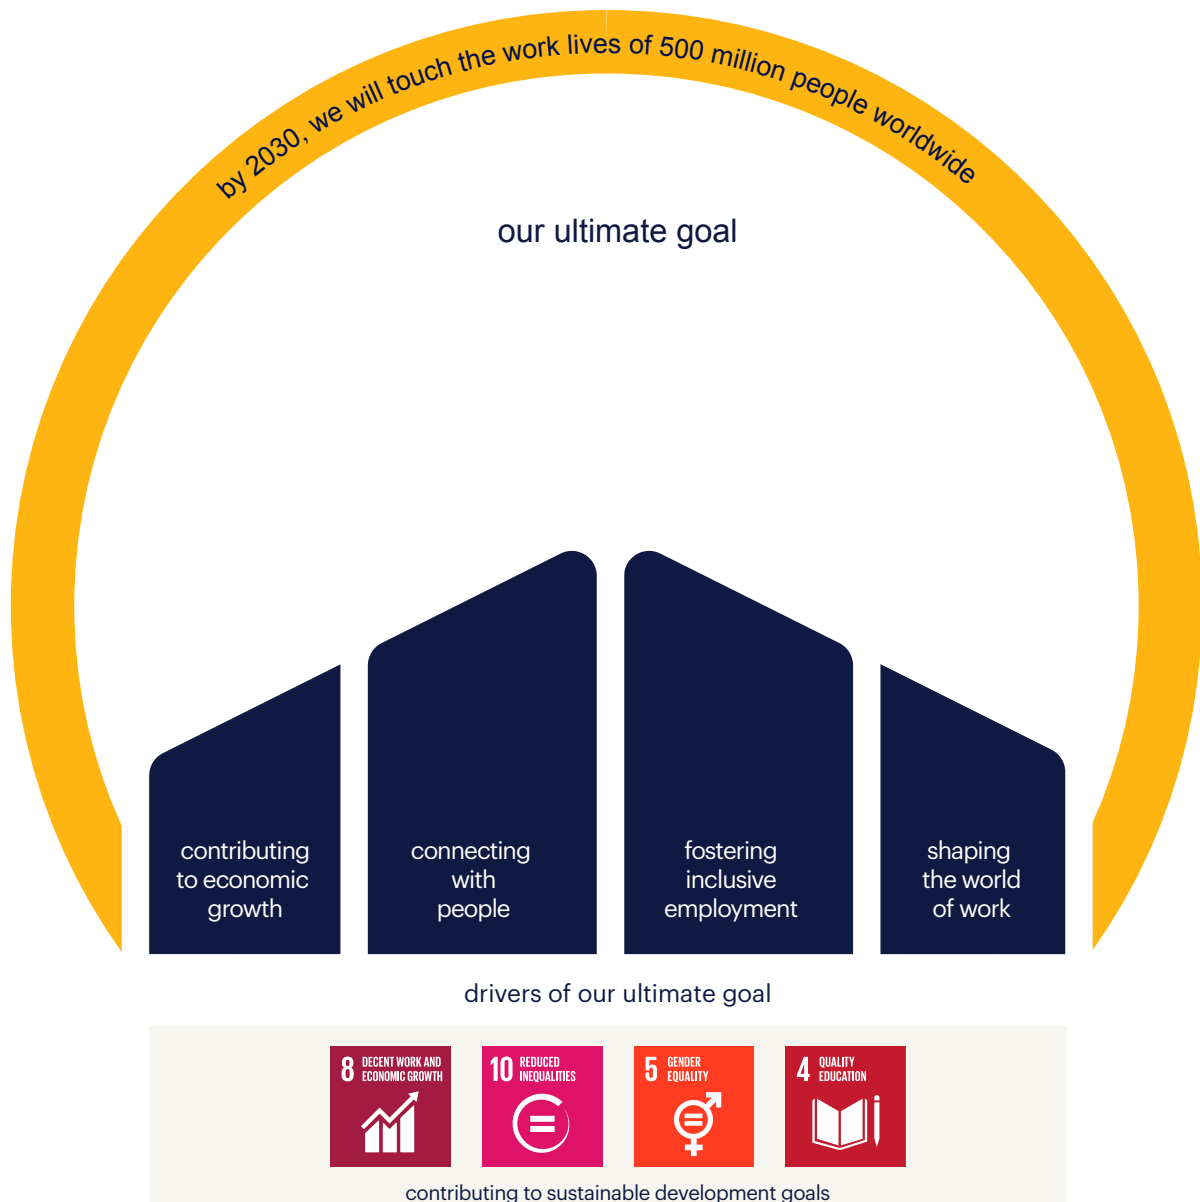 by 2030, we will touch the work lives of 500 million people worldwide
our ultimate goal
contributing
to economic
growth
connecting
with
people
fostering
inclusive
employment
shaping
the world
of work
drivers of our ultimate goal
8 DECENT WORK AND
ECONOMIC GROWTH
10 REDUCED
INEQUALITIES
5 GENDER
EQUALITY
4 QUALITY
EDUCATION
contributing to sustainable development goals